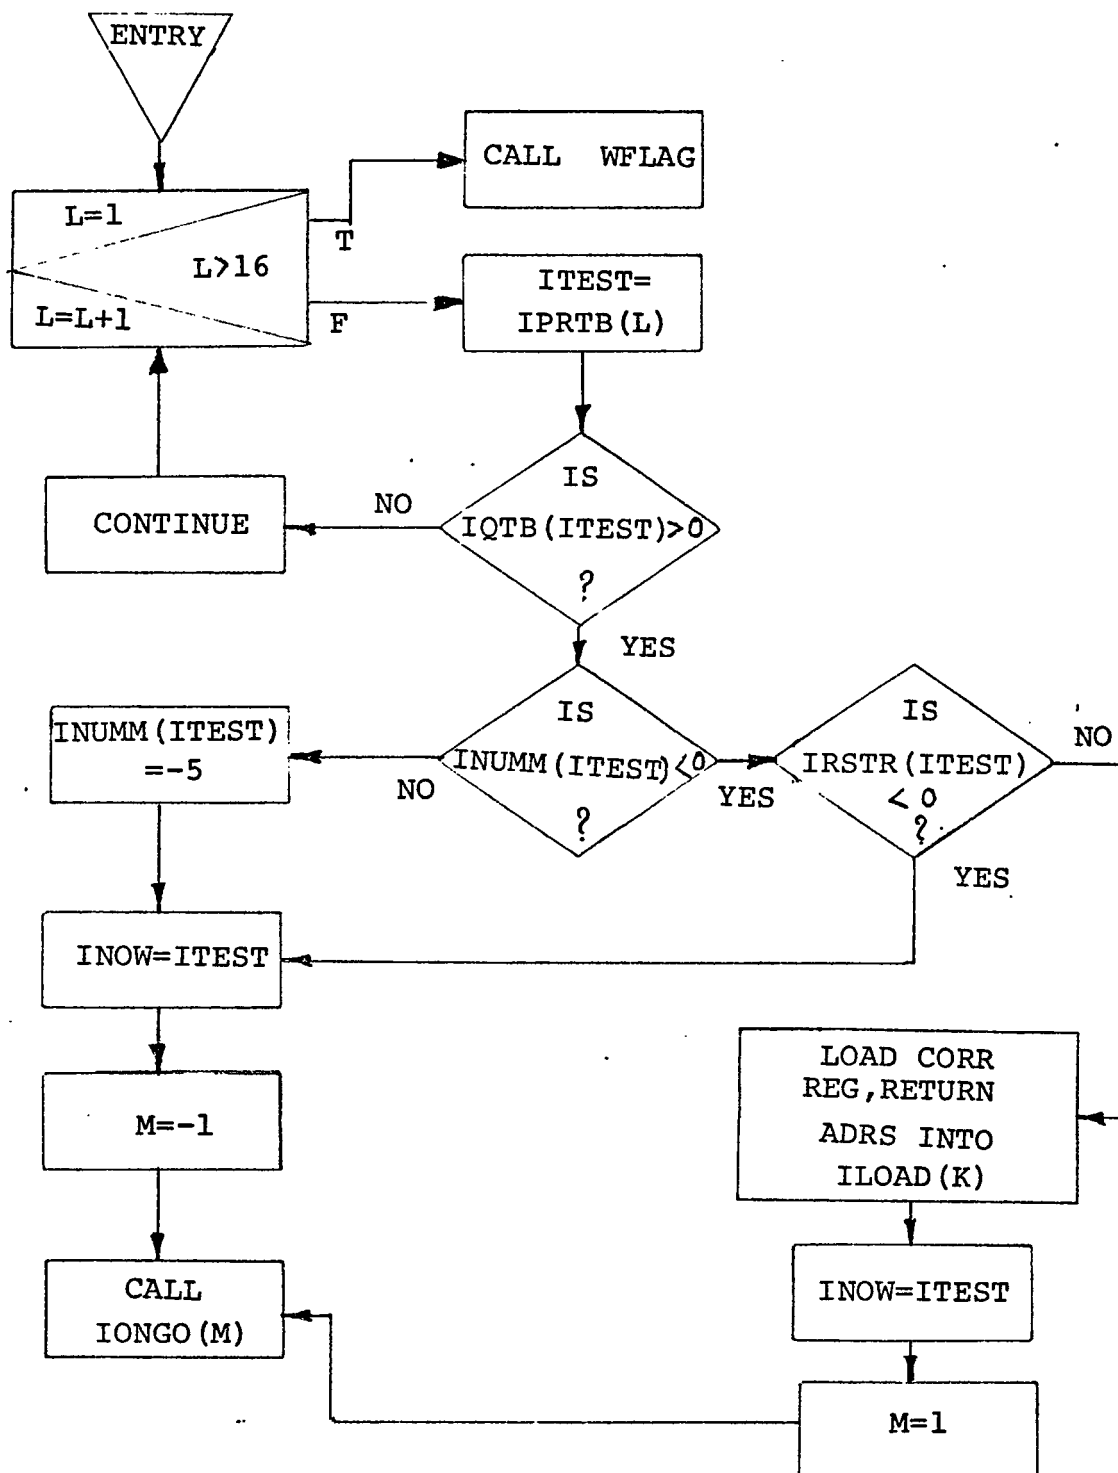 ENTRY
CALL WFLAG
L=1
L>16
T
L=L+1
F
ITEST=
IPRTB(L)
IS
IQTB(ITEST)>0
?
NO
CONTINUE
YES
IS
INUMM(ITEST)<0
?
NO
YES
INUMM(ITEST)
=-5
IS
IRSTR(ITEST)
<0
?
NO
YES
INOW=ITEST
M=-1
CALL
IONGO(M)
LOAD CORR
REG,RETURN
ADRS INTO
ILOAD(K)
INOW=ITEST
M=1